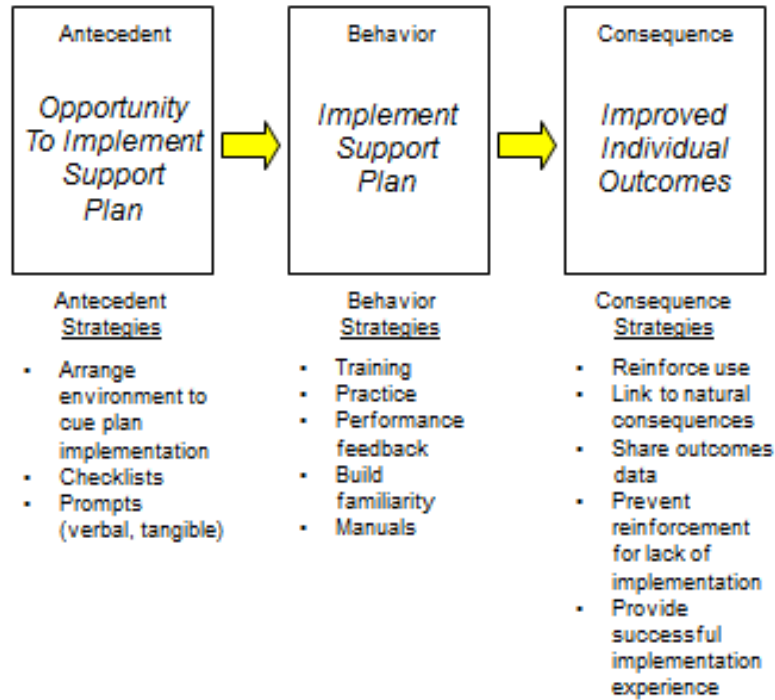 Antecedent
Opportunity
To Implement
Support
Plan
Behavior
Implement
Support
Plan
Consequence
Improved
Individual
Outcomes
Antecedent
Strategies
▪ Arrange
environment to
cue plan
implementation
▪ Checklists
▪ Prompts
(verbal, tangible)
Behavior
Strategies
▪ Training
▪ Practice
▪ Performance
feedback
▪ Build
familiarity
▪ Manuals
Consequence
Strategies
▪ Reinforce use
▪ Link to natural
consequences
▪ Share outcomes
data
▪ Prevent
reinforcement
for lack of
implementation
▪ Provide
successful
implementation
experience